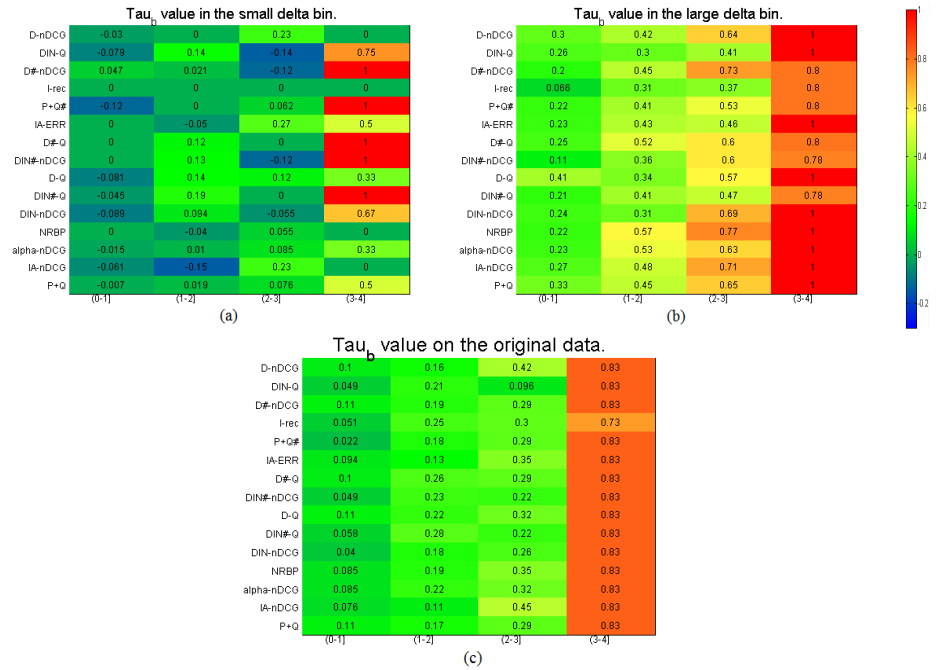 Tau_b value in the small delta bin.
D-nDCG -0.03 0 0.23 0
DIN-Q -0.079 0.14 -0.14 0.75
D#-nDCG 0.047 0.021 -0.12 1
I-rec 0 0 0 0
P+Q# -0.12 0 0.062 1
IA-ERR 0 -0.05 0.27 0.5
D#-Q 0 0.12 0 1
DIN#-nDCG 0 0.13 -0.12 1
D-Q -0.081 0.14 0.12 0.33
DIN#-Q -0.045 0.19 0 1
DIN-nDCG -0.089 0.094 -0.055 0.67
NRBP 0 -0.04 0.055 0
alpha-nDCG -0.015 0.01 0.085 0.33
IA-nDCG -0.061 -0.15 0.23 0
P+Q -0.007 0.019 0.076 0.5
(0-1] (1-2] (2-3] (3-4]
(a)
Tau_b value in the large delta bin.
D-nDCG 0.3 0.42 0.64 1
DIN-Q 0.26 0.3 0.41 1
D#-nDCG 0.2 0.45 0.73 0.8
I-rec 0.066 0.31 0.37 0.8
P+Q# 0.22 0.41 0.53 0.8
IA-ERR 0.23 0.43 0.46 1
D#-Q 0.25 0.52 0.6 0.8
DIN#-nDCG 0.11 0.36 0.6 0.78
D-Q 0.41 0.34 0.57 1
DIN#-Q 0.21 0.41 0.47 0.78
DIN-nDCG 0.24 0.31 0.69 1
NRBP 0.22 0.57 0.77 1
alpha-nDCG 0.23 0.53 0.63 1
IA-nDCG 0.27 0.48 0.71 1
P+Q 0.33 0.45 0.65 1
(0-1] (1-2] (2-3] (3-4]
(b)
1
0.8
0.6
0.4
0.2
0
-0.2
Tau_b value on the original data.
D-nDCG 0.1 0.16 0.42 0.83
DIN-Q 0.049 0.21 0.096 0.83
D#-nDCG 0.11 0.19 0.29 0.83
I-rec 0.051 0.25 0.3 0.73
P+Q# 0.022 0.18 0.29 0.83
IA-ERR 0.094 0.13 0.35 0.83
D#-Q 0.1 0.26 0.29 0.83
DIN#-nDCG 0.049 0.23 0.22 0.83
D-Q 0.11 0.22 0.32 0.83
DIN#-Q 0.058 0.28 0.22 0.83
DIN-nDCG 0.04 0.18 0.26 0.83
NRBP 0.085 0.19 0.35 0.83
alpha-nDCG 0.085 0.22 0.32 0.83
IA-nDCG 0.076 0.11 0.45 0.83
P+Q 0.11 0.17 0.29 0.83
(0-1] (1-2] (2-3] (3-4]
(c)